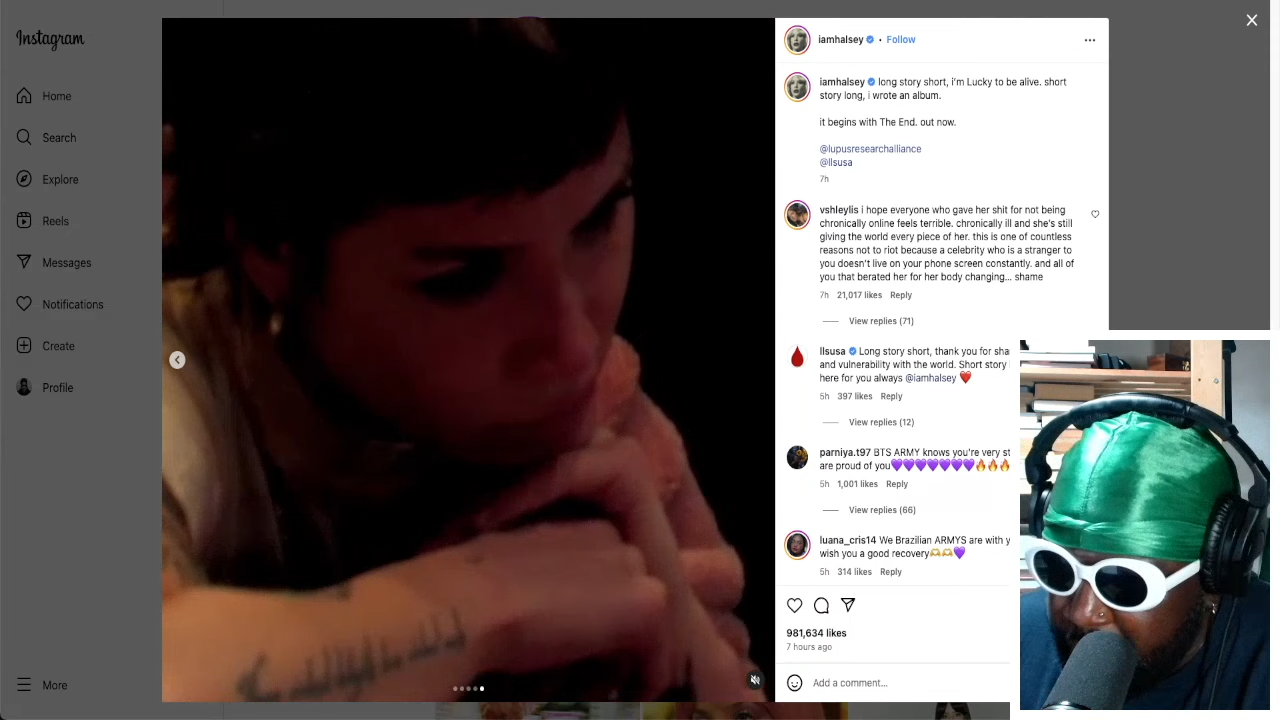 Instagram
Home
Search
Explore
Reels
Messages
Notifications
Create
Profile
More
iamhalsey • Follow
iamhalsey long story short, i'm Lucky to be alive. short
story long, i wrote an album.
it begins with The End. out now.
@lupusresearchalliance
@llsusa
7h
vshleylis i hope everyone who gave her shit for not being
chronically online feels terrible. chronically ill and she's still
giving the world every piece of her. this is one of countless
reasons not to riot because a celebrity who is a stranger to
you doesn't live on your phone screen constantly. and all of
you that berated her for her body changing... shame
7h 21,017 likes Reply
View replies (71)
llsusa Long story short, thank you for sha
and vulnerability with the world. Short story
here for you always @iamhalsey ❤️
5h 397 likes Reply
View replies (12)
parniya.t97 BTS ARMY knows you're very st
are proud of you💜💜💜💜💜💜💜🔥🔥🔥
5h 1,001 likes Reply
View replies (66)
luana_cris14 We Brazilian ARMYS are with y
wish you a good recovery🫶🫶💜
5h 314 likes Reply
981,634 likes
7 hours ago
Add a comment...